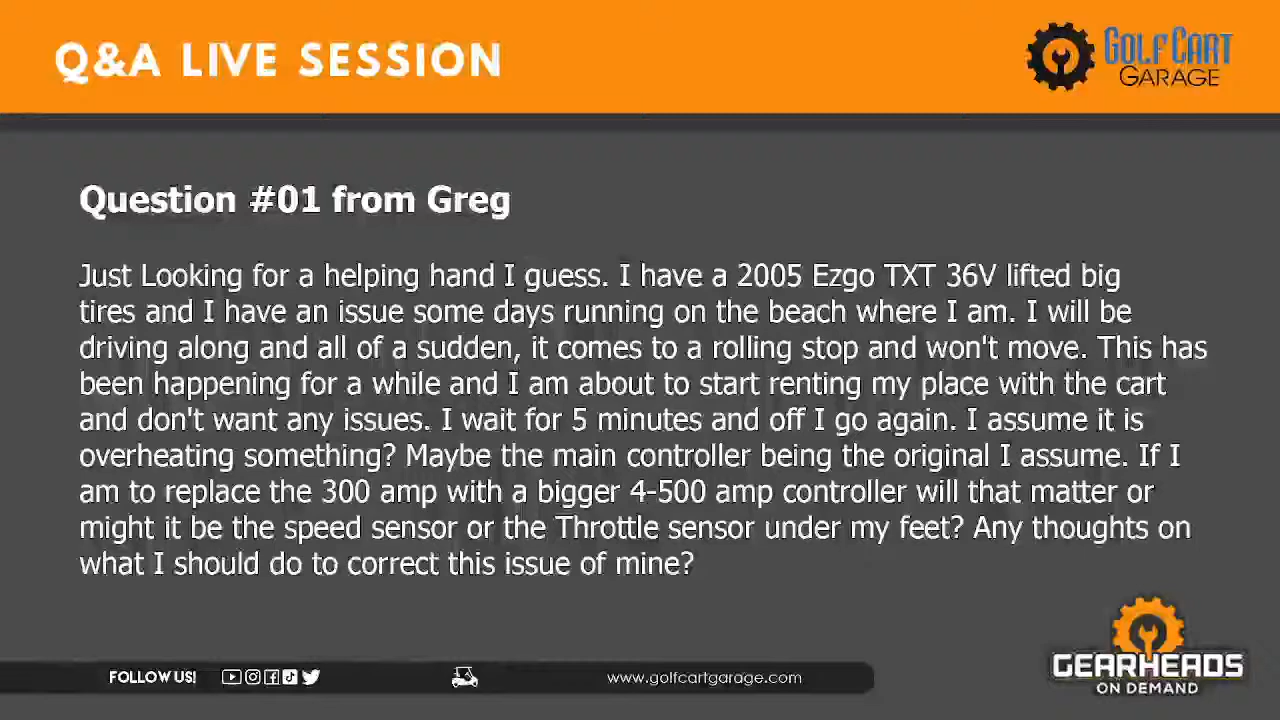 Q&A LIVE SESSION
GOLF CART
GARAGE
Question #01 from Greg
Just Looking for a helping hand I guess. I have a 2005 Ezgo TXT 36V lifted big
tires and I have an issue some days running on the beach where I am. I will be
driving along and all of a sudden, it comes to a rolling stop and won't move. This has
been happening for a while and I am about to start renting my place with the cart
and don't want any issues. I wait for 5 minutes and off I go again. I assume it is
overheating something? Maybe the main controller being the original I assume. If I
am to replace the 300 amp with a bigger 4-500 amp controller will that matter or
might it be the speed sensor or the Throttle sensor under my feet? Any thoughts on
what I should do to correct this issue of mine?
GEARHEADS
ON DEMAND
FOLLOW US!
www.golfcartgarage.com